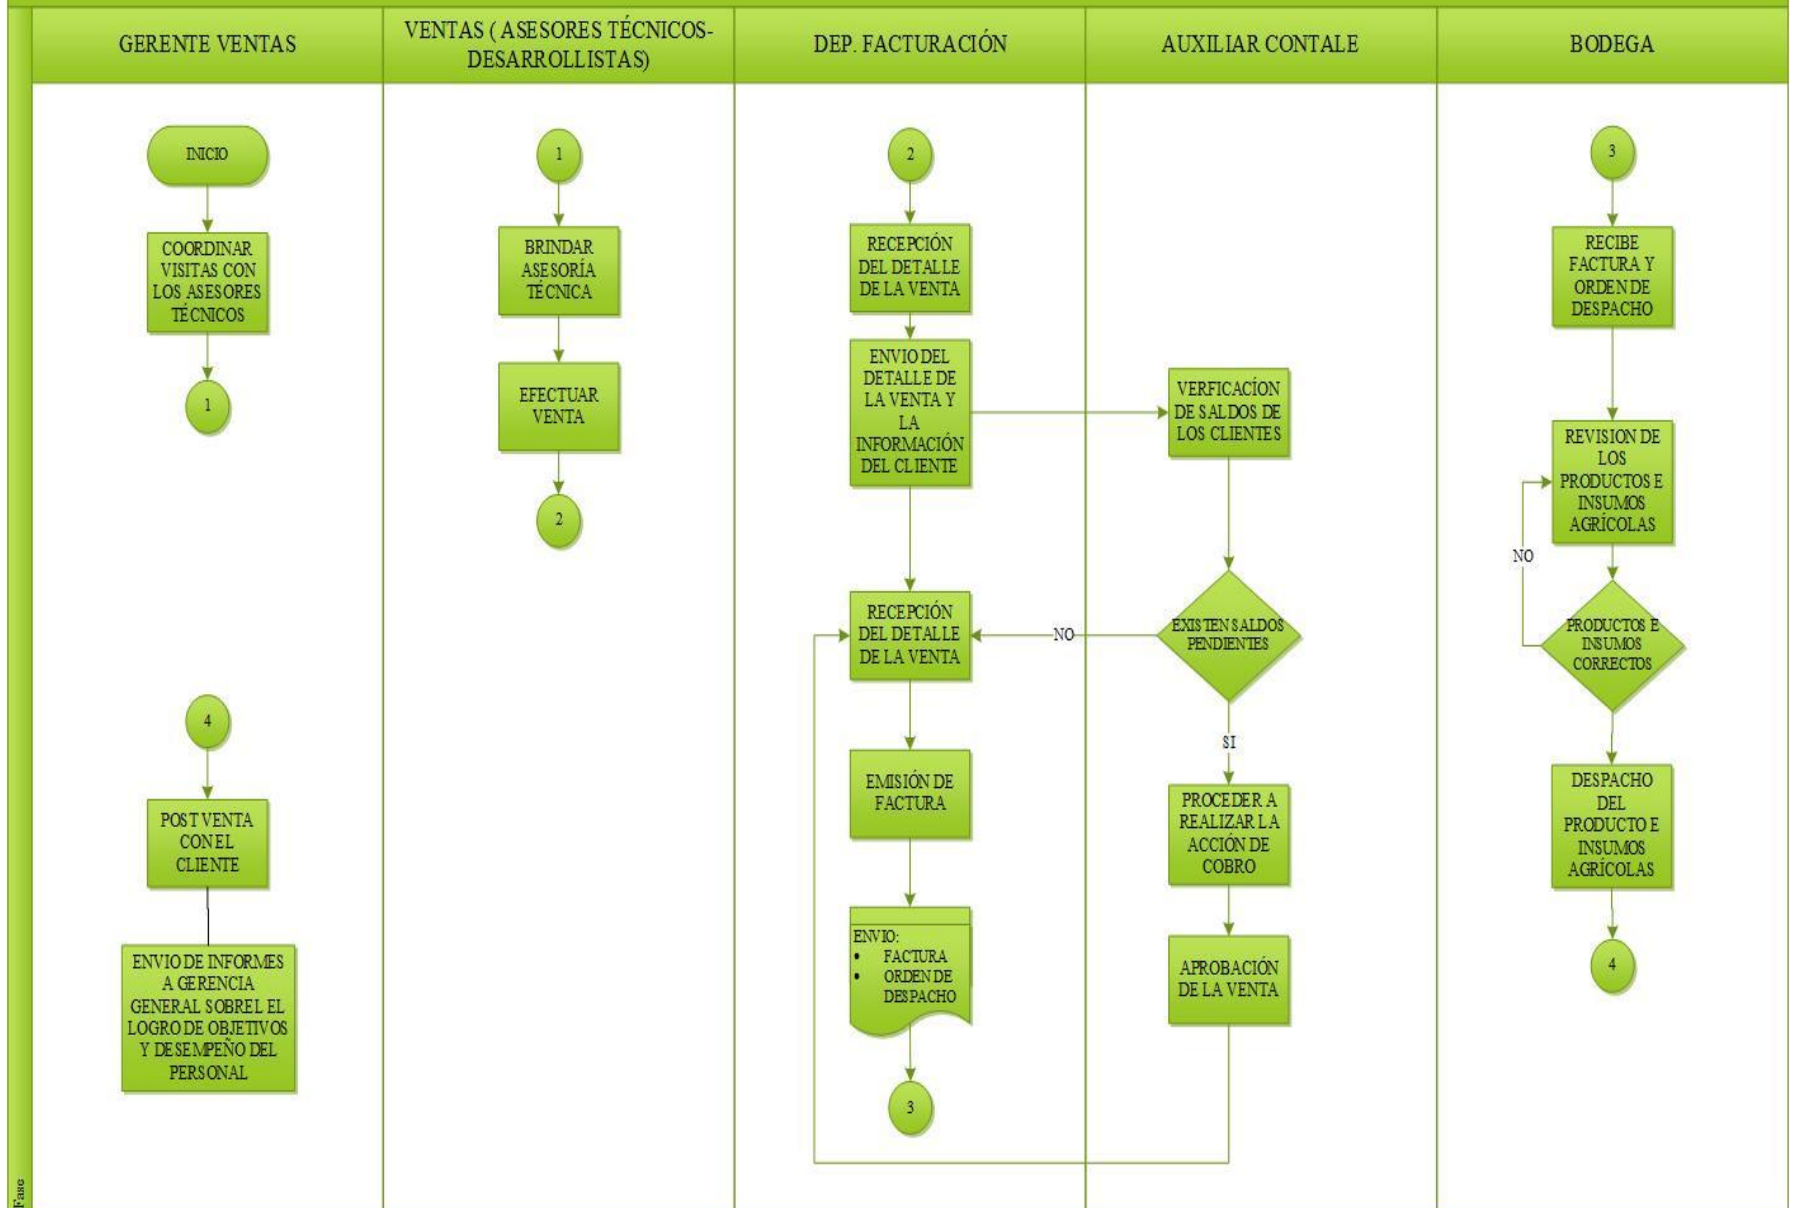 GERENTE VENTAS
VENTAS ( ASESORES TÉCNICOS-
DESARROLLISTAS)
DEP. FACTURACIÓN
AUXILIAR CONTALE
BODEGA
INICIO
COORDINAR
VISITAS CON
LOS ASESORES
TÉCNICOS
1
4
POST VENTA
CON EL
CLIENTE
ENVIO DE INFORMES
A GERENCIA
GENERAL SOBREL EL
LOGRO DE OBJETIVOS
Y DESEMPEÑO DEL
PERSONAL
1
BRINDAR
ASESORÍA
TÉCNICA
EFECTUAR
VENTA
2
2
RECEPCIÓN
DEL DETALLE
DE LA VENTA
ENVIO DEL
DETALLE DE
LA VENTA Y
LA
INFORMACIÓN
DEL CLIENTE
RECEPCIÓN
DEL DETALLE
DE LA VENTA
EMISIÓN DE
FACTURA
ENVIO:
• FACTURA
• ORDEN DE
DESPACHO
3
VERFICACÍON
DE SALDOS DE
LOS CLIENTES
EXISTEN SALDOS
PENDIENTES
NO
SI
PROCEDER A
REALIZAR LA
ACCIÓN DE
COBRO
APROBACIÓN
DE LA VENTA
3
RECIBE
FACTURA Y
ORDEN DE
DESPACHO
REVISION DE
LOS
PRODUCTOS E
INSUMOS
AGRÍCOLAS
NO
PRODUCTOS E
INSUMOS
CORRECTOS
DESPACHO
DEL
PRODUCTO E
INSUMOS
AGRÍCOLAS
4
Fase